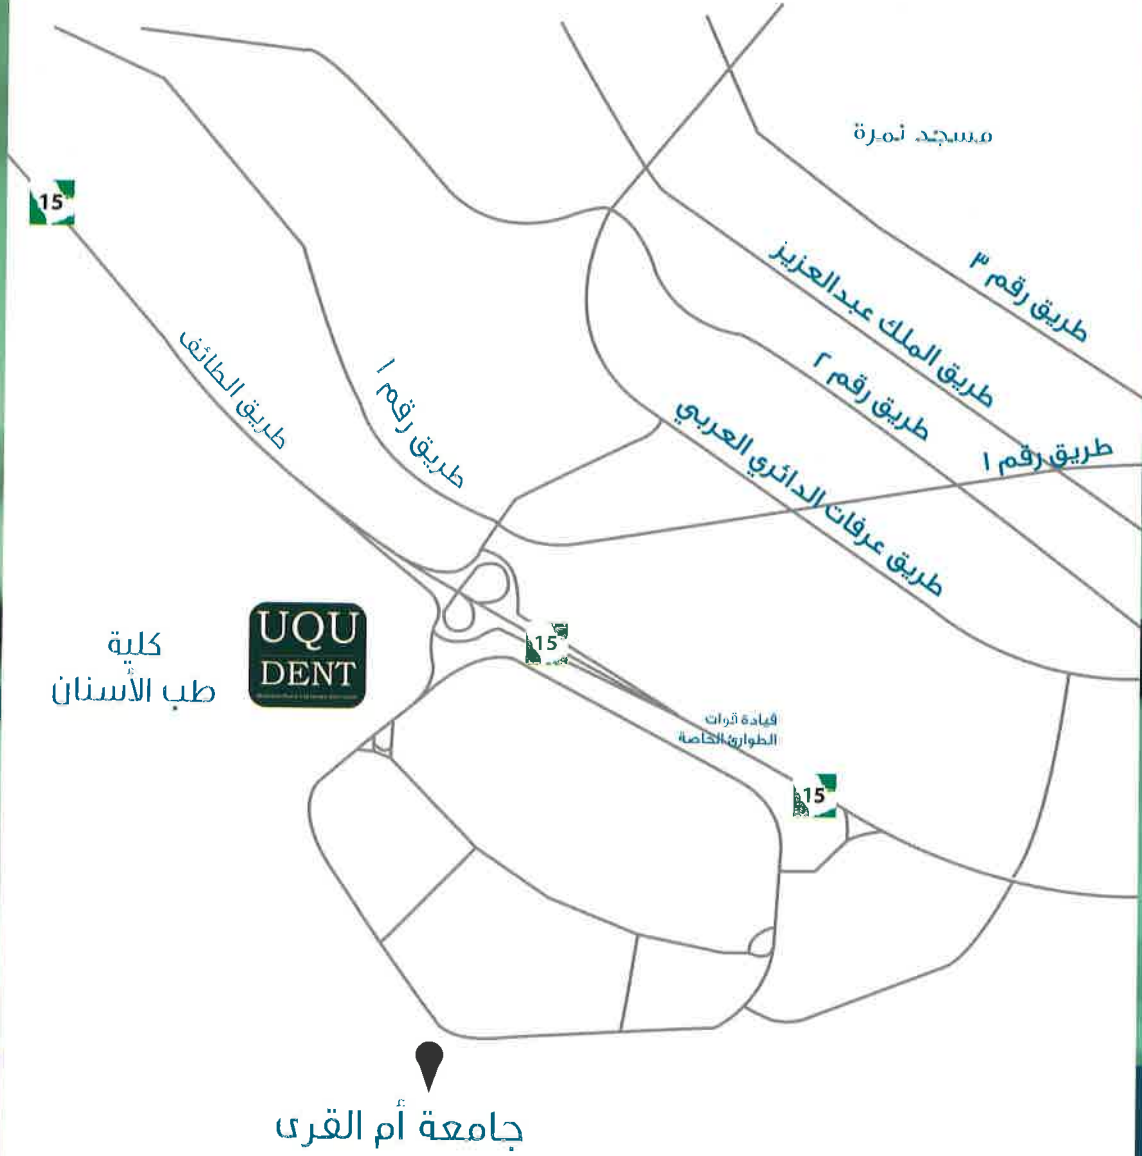 مسجد نمرة
15
طريق رقم ٣
طريق الملك عبدالعزيز
طريق رقم ٢
طريق رقم ١
طريق الطائف
طريق رقم ١
طريق عرفات الدائري العربي
UQU
DENT
كلية
طب الأسنان
15
قيادة قوات
الطوارئ الخاصة
15
جامعة أم القرى